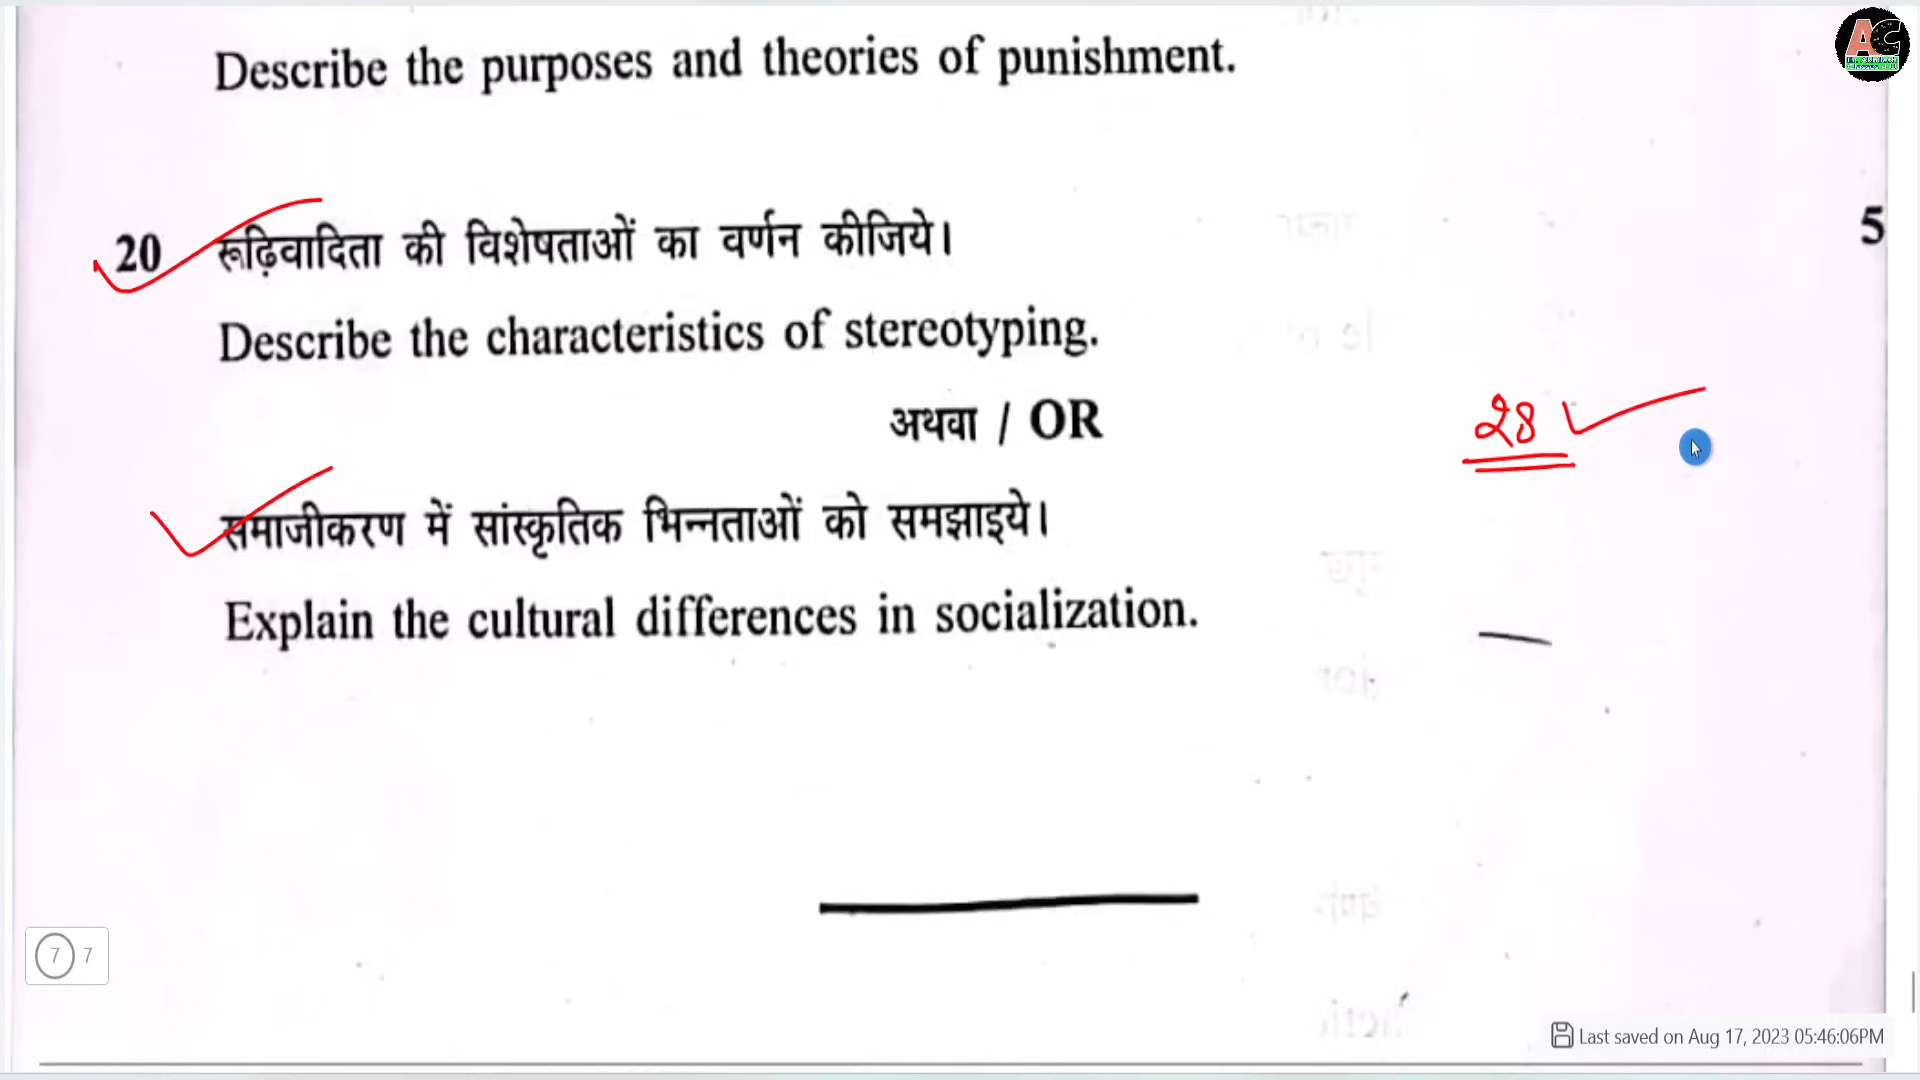 Describe the purposes and theories of punishment.
20 रूढ़िवादिता की विशेषताओं का वर्णन कीजिये। 5
Describe the characteristics of stereotyping.
अथवा / OR
28
समाजीकरण में सांस्कृतिक भिन्नताओं को समझाइये।
Explain the cultural differences in socialization.
7 7
Last saved on Aug 17, 2023 05:46:06PM
AC